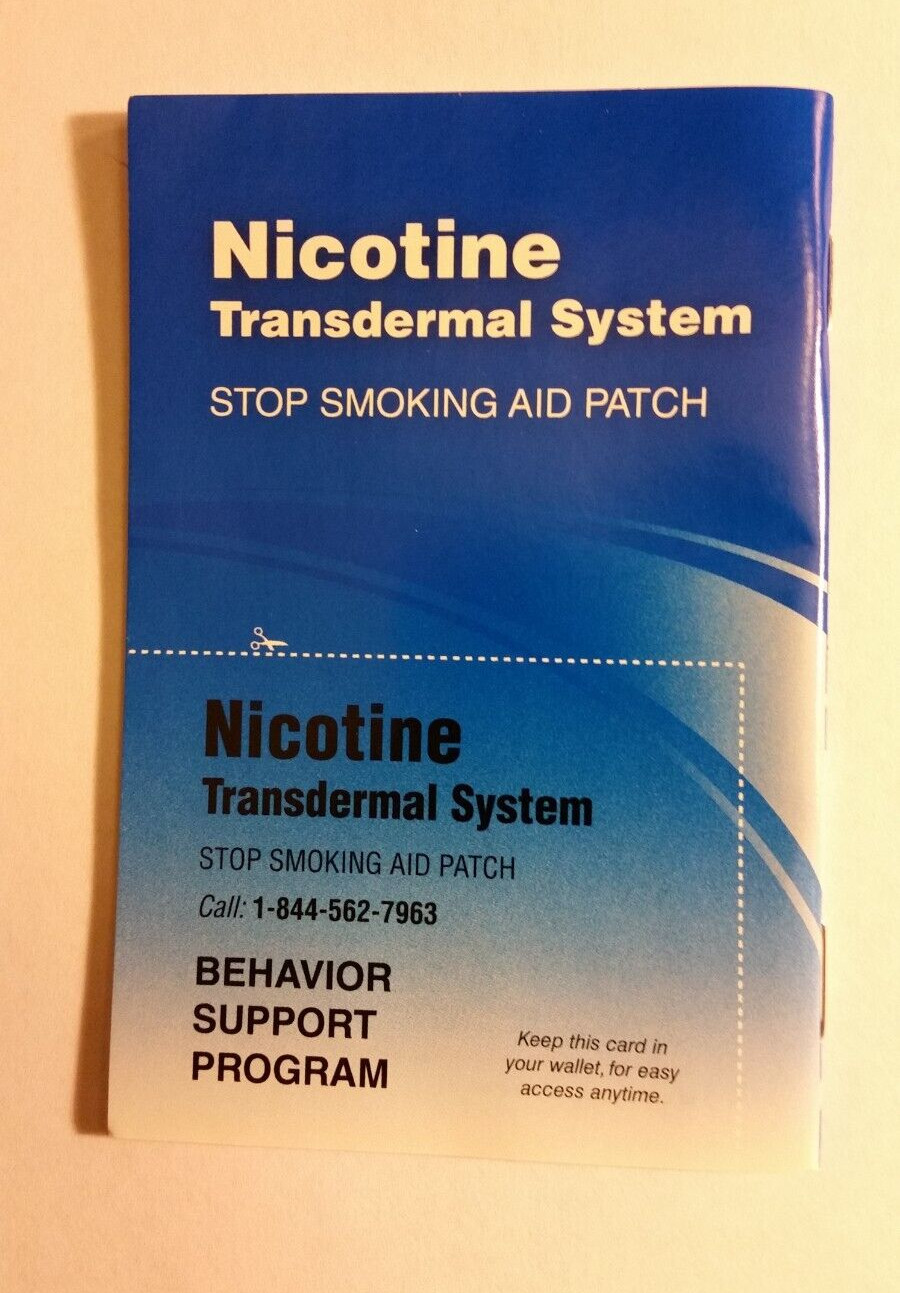 Nicotine
Transdermal System
STOP SMOKING AID PATCH
Nicotine
Transdermal System
STOP SMOKING AID PATCH
Call: 1-844-562-7963
BEHAVIOR
SUPPORT
PROGRAM
Keep this card in
your wallet, for easy
access anytime.